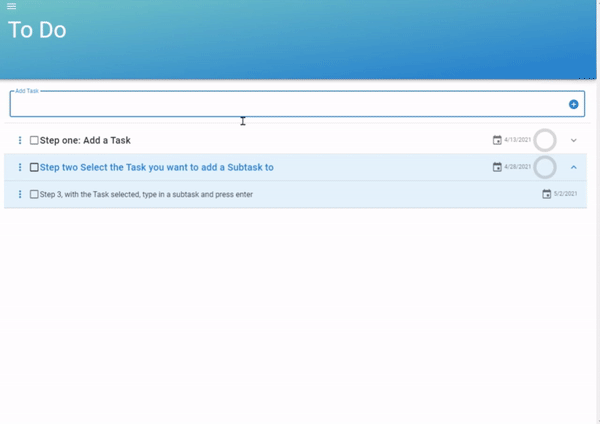 To Do
Add Task
Step one: Add a Task 4/13/2021
Step two Select the Task you want to add a Subtask to 4/28/2021
Step 3, with the Task selected, type in a subtask and press enter 5/2/2021